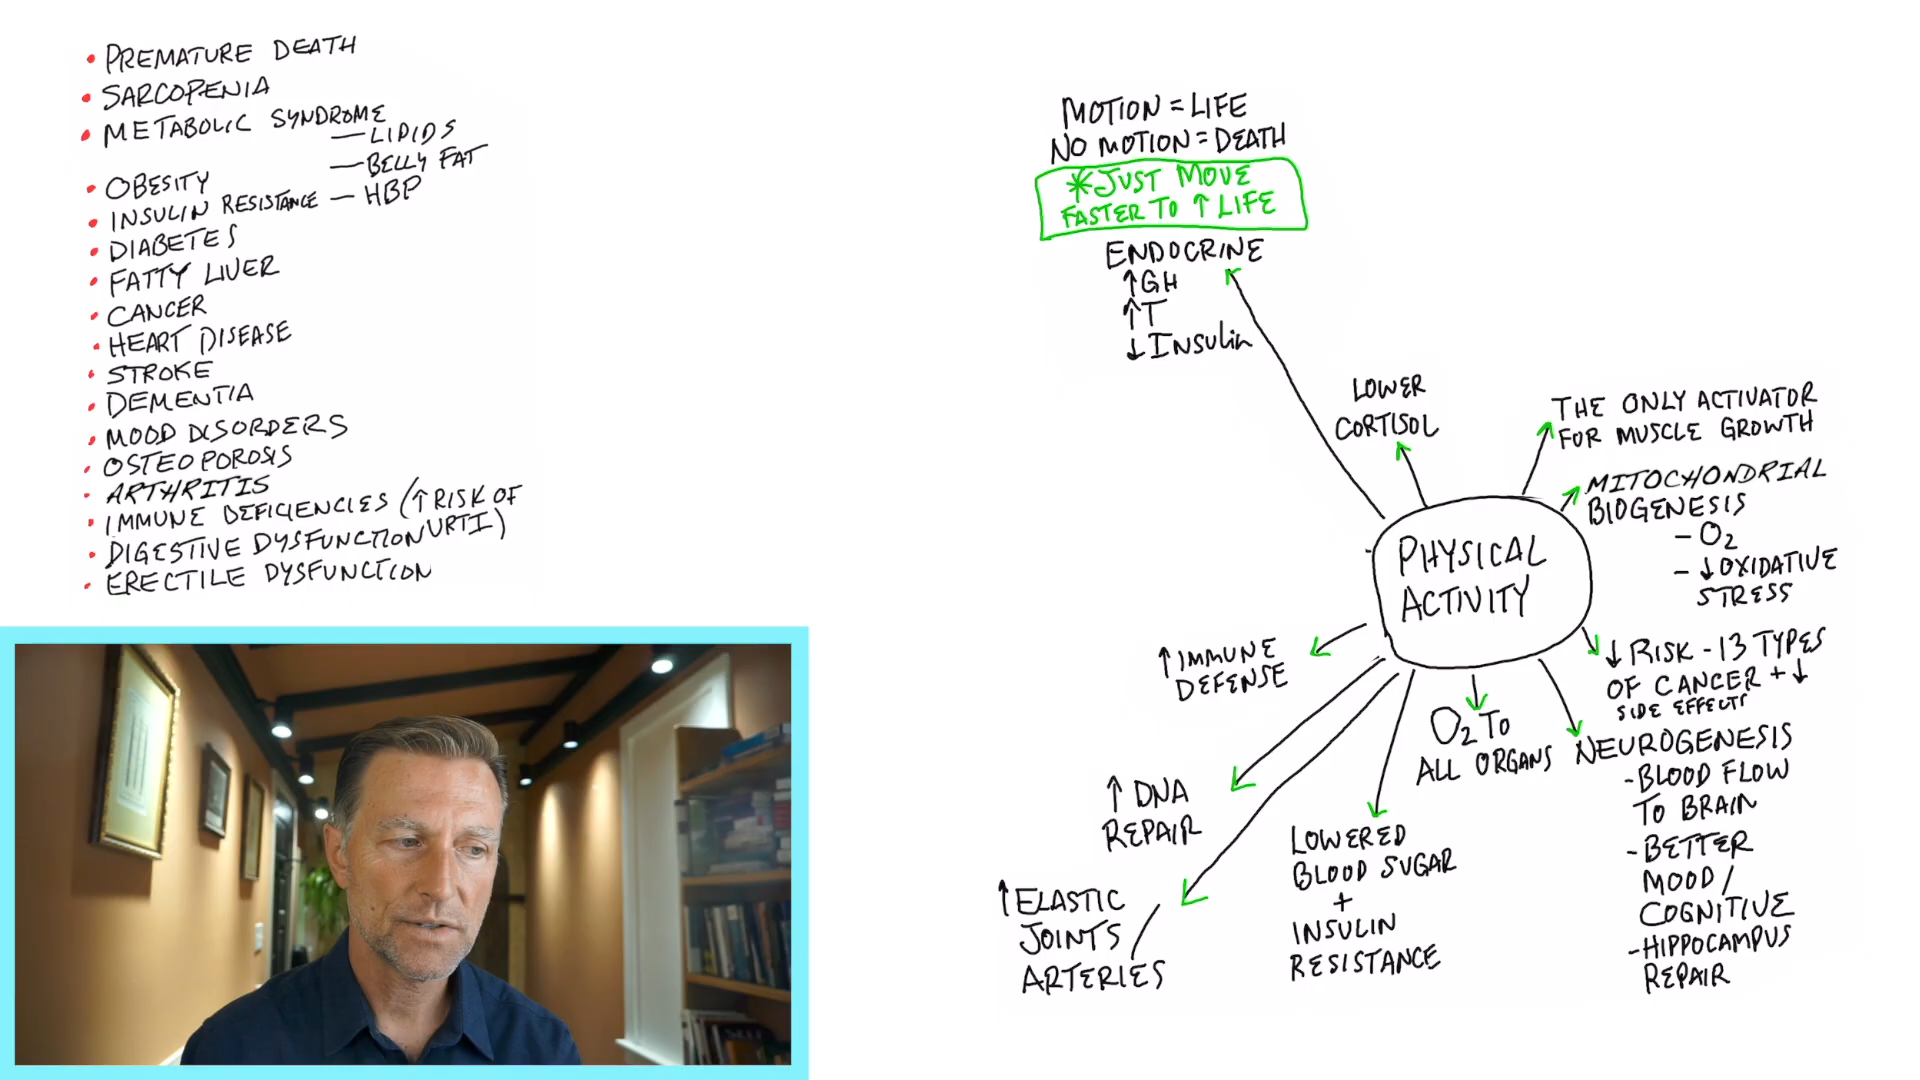 • PREMATURE DEATH
• SARCOPENIA
• METABOLIC SYNDROME
— LIPIDS
— BELLY FAT
• OBESITY
• INSULIN RESISTANCE — HBP
• DIABETES
• FATTY LIVER
• CANCER
• HEART DISEASE
• STROKE
• DEMENTIA
• MOOD DISORDERS
• OSTEOPOROSIS
• ARTHRITIS
• IMMUNE DEFICIENCIES (↑ RISK OF
URTI)
• DIGESTIVE DYSFUNCTION
• ERECTILE DYSFUNCTION
MOTION = LIFE
NO MOTION = DEATH
*JUST MOVE
FASTER TO ↑ LIFE
ENDOCRINE
↑GH
↑T
↓INSULIN
LOWER
CORTISOL
THE ONLY ACTIVATOR
FOR MUSCLE GROWTH
MITOCHONDRIAL
BIOGENESIS
- O2
- ↓OXIDATIVE
STRESS
PHYSICAL
ACTIVITY
↓ RISK - 13 TYPES
OF CANCER + ↓
SIDE EFFECTS
↑ IMMUNE
DEFENSE
O2 TO
ALL ORGANS
NEUROGENESIS
- BLOOD FLOW
TO BRAIN
- BETTER
MOOD /
COGNITIVE
- HIPPOCAMPUS
REPAIR
↑ DNA
REPAIR
LOWERED
BLOOD SUGAR
+
INSULIN
RESISTANCE
↑ ELASTIC
JOINTS /
ARTERIES